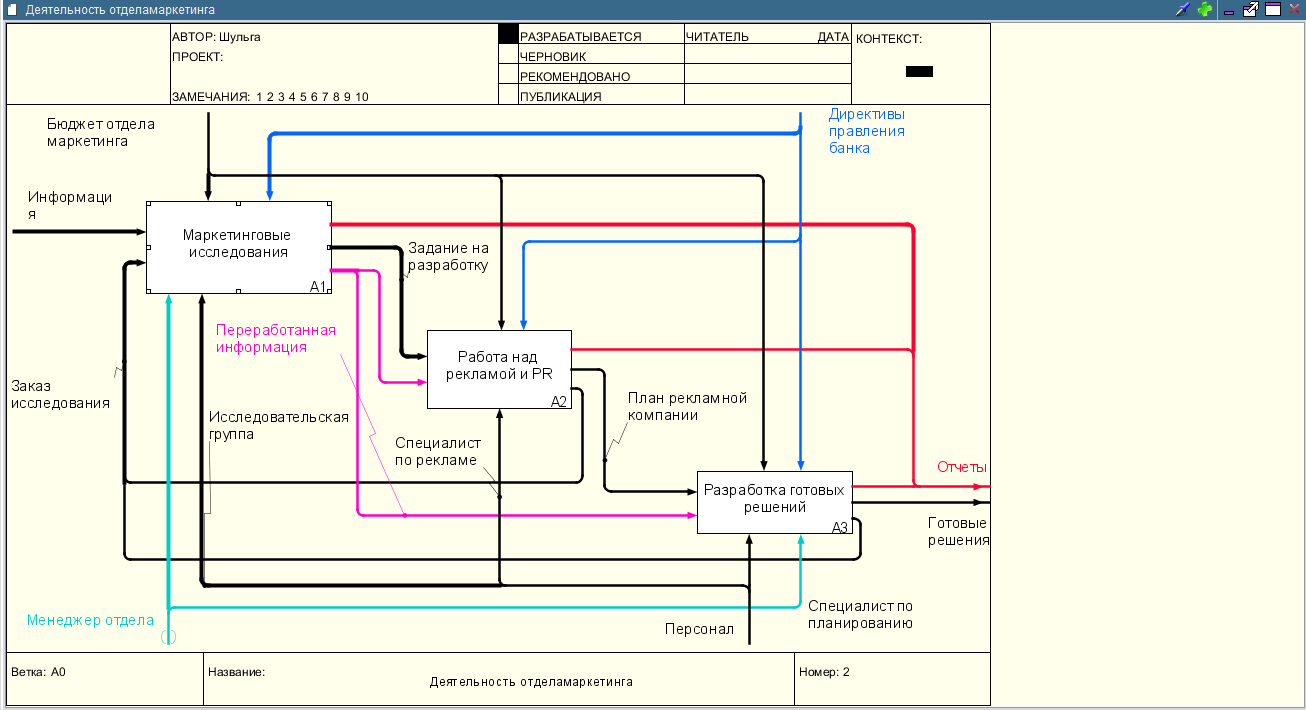 Деятельность отделамаркетинга
АВТОР: Шульга
РАЗРАБАТЫВАЕТСЯ
ЧИТАТЕЛЬ
ДАТА
КОНТЕКСТ:
ПРОЕКТ:
ЧЕРНОВИК
РЕКОМЕНДОВАНО
ЗАМЕЧАНИЯ: 1 2 3 4 5 6 7 8 9 10
ПУБЛИКАЦИЯ
Бюджет отдела
маркетинга
Директивы
правления
банка
Информаци
я
Маркетинговые
исследования
A1
Задание на
разработку
Переработанная
информация
Работа над
рекламой и PR
A2
Заказ
исследования
Исследовательская
группа
Специалист
по рекламе
План рекламной
компании
Отчеты
Разработка готовых
решений
A3
Готовые
решения
Менеджер отдела
Персонал
Специалист по
планированию
Ветка: A0
Название:
Деятельность отделамаркетинга
Номер: 2